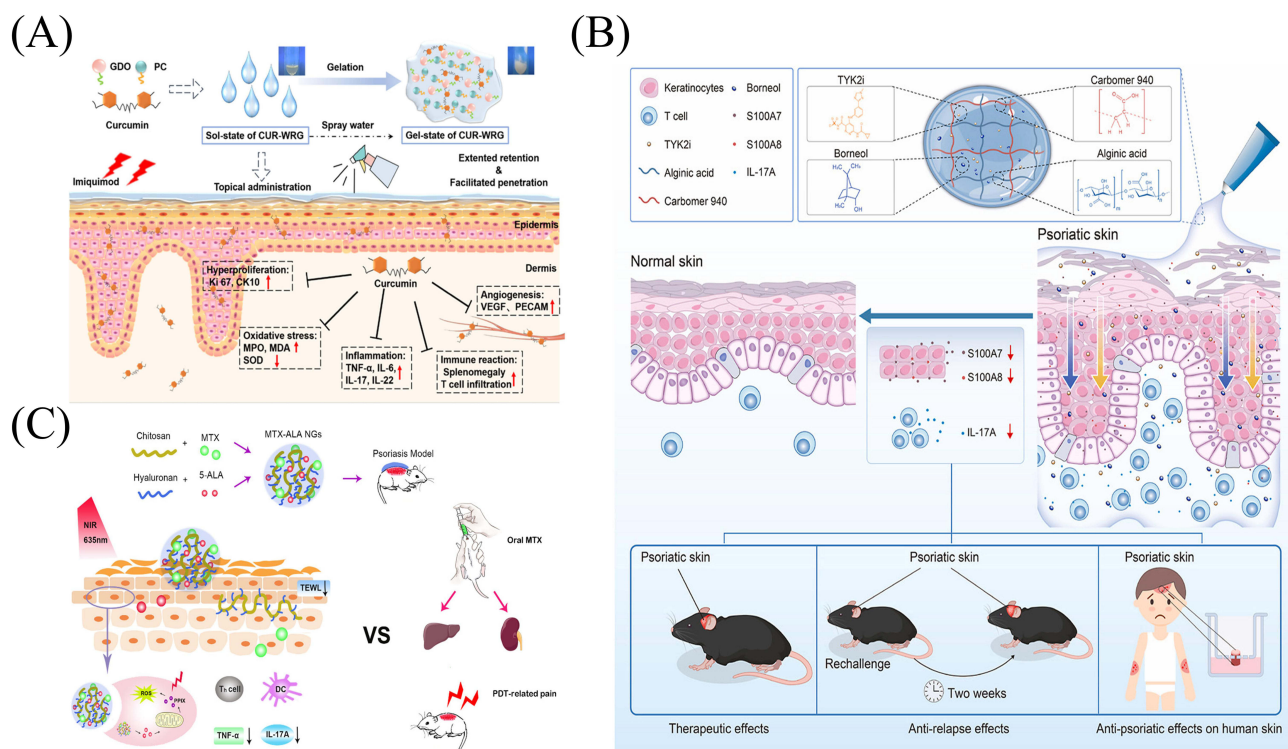 (A)
GDO
PC
Curcumin
Gelation
Sol-state of CUR-WRG
Spray water
Gel-state of CUR-WRG
Imiquimod
Topical administration
Extented retention
&
Facilitated penetration
Epidermis
Dermis
Hyperproliferation:
Ki 67, CK10
Curcumin
Angiogenesis:
VEGF、PECAM
Oxidative stress:
MPO, MDA
SOD
Inflammation:
TNF-α, IL-6,
IL-17, IL-22
Immune reaction:
Splenomegaly
T cell infiltration
(B)
Keratinocytes
Borneol
T cell
S100A7
TYK2i
S100A8
Alginic acid
IL-17A
Carbomer 940
TYK2i
Carbomer 940
Borneol
Alginic acid
OH
Normal skin
Psoriatic skin
S100A7
S100A8
IL-17A
Psoriatic skin
Psoriatic skin
Psoriatic skin
Rechallenge
Two weeks
Therapeutic effects
Anti-relapse effects
Anti-psoriatic effects on human skin
(C)
Chitosan
+
MTX
MTX-ALA NGs
Hyaluronan
+
5-ALA
Psoriasis Model
NIR
635nm
TEWL
Oral MTX
VS
ROS
PPIX
Th cell
DC
TNF-α
IL-17A
PDT-related pain